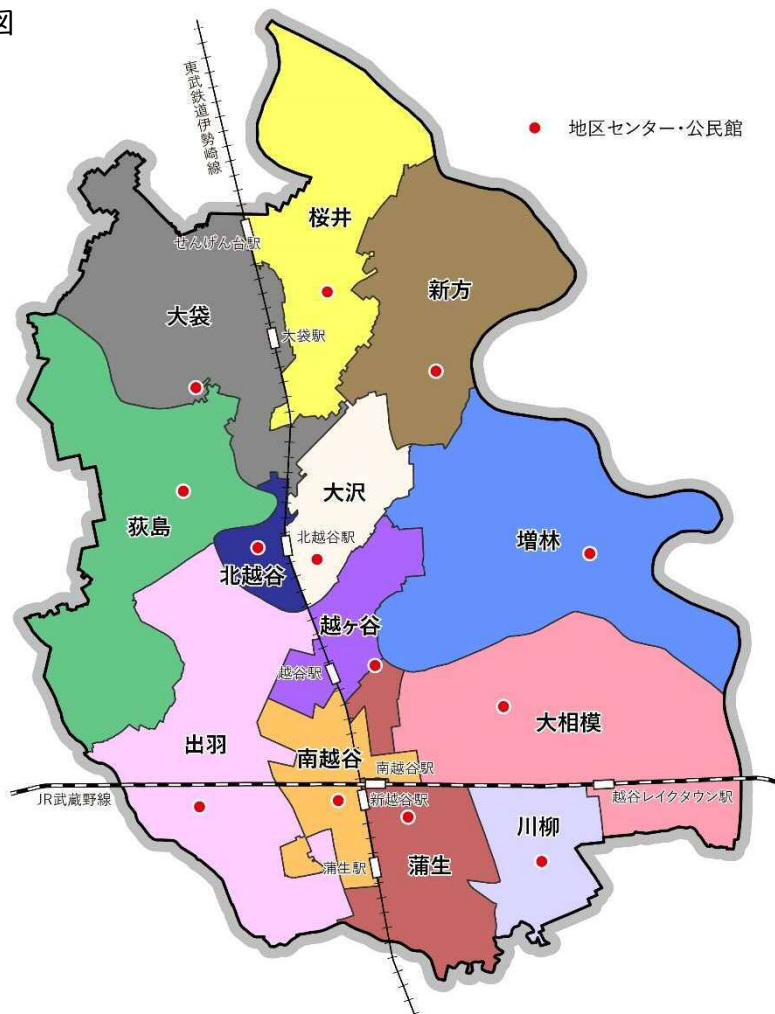 図
東武鉄道伊勢崎線
地区センター・公民館
桜井
せんげん台駅
新方
大袋
大袋駅
大沢
荻島
北越谷駅
増林
北越谷
越ヶ谷
越谷駅
大相模
出羽
南越谷
南越谷駅
JR武蔵野線
新越谷駅
越谷レイクタウン駅
川柳
蒲生駅
蒲生